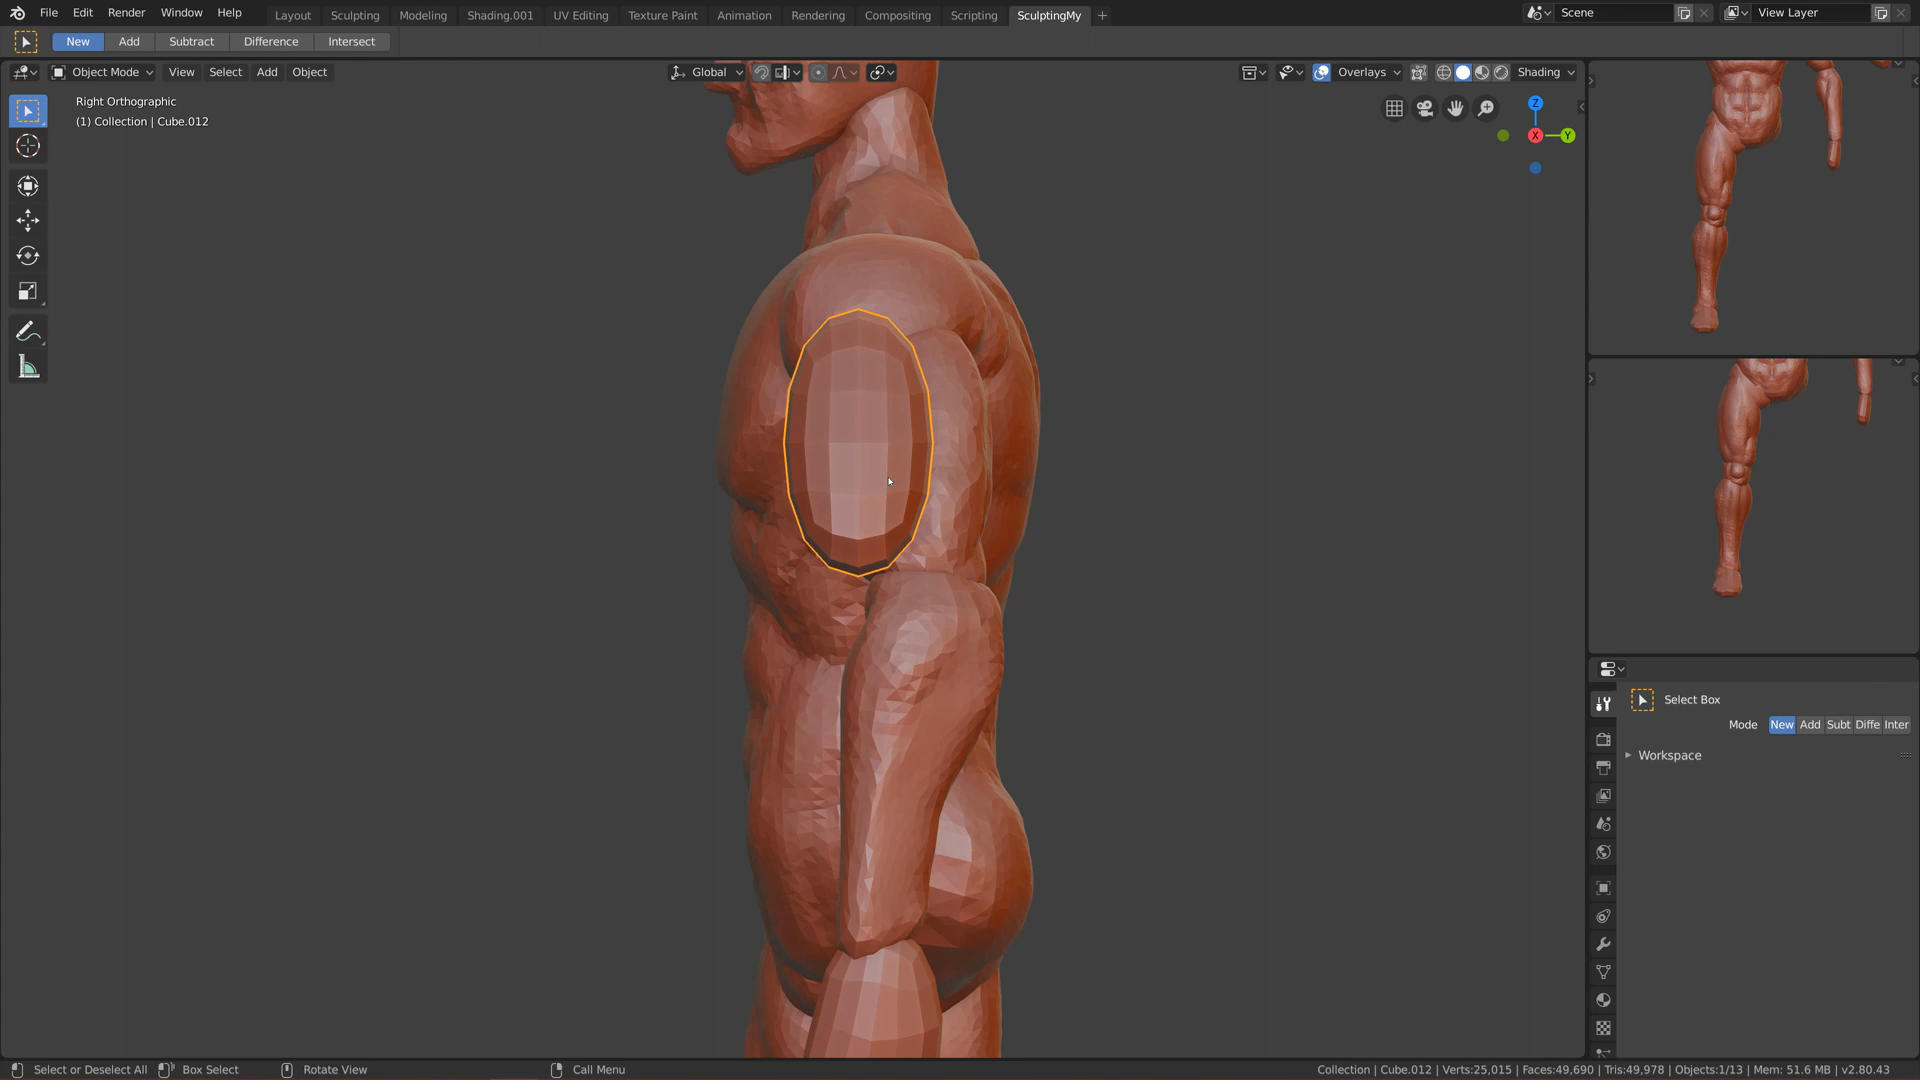 File Edit Render Window Help Layout Sculpting Modeling Shading.001 UV Editing Texture Paint Animation Rendering Compositing Scripting SculptingMy + Scene View Layer
New Add Subtract Difference Intersect
Object Mode View Select Add Object Global Overlays Shading
Right Orthographic
(1) Collection | Cube.012
Z
X
Y
Select Box
Mode New Add Subt Diffe Inter
Workspace
Select or Deselect All Box Select Rotate View Call Menu Collection | Cube.012 | Verts:25,015 | Faces:49,690 | Tris:49,978 | Objects:1/13 | Mem: 51.6 MB | v2.80.43